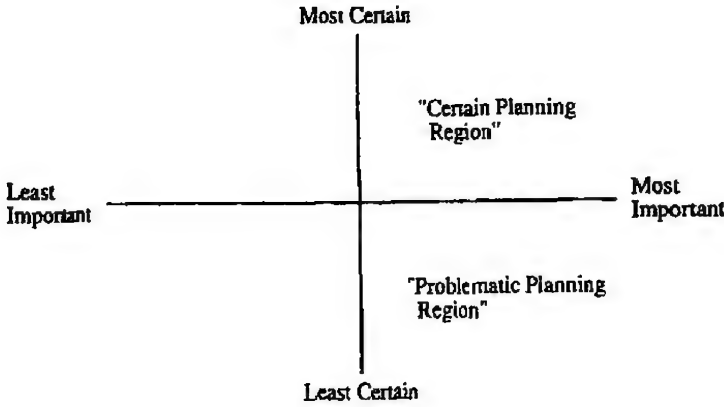 Most Certain
"Certain Planning
Region"
Least
Important
Most
Important
"Problematic Planning
Region"
Least Certain